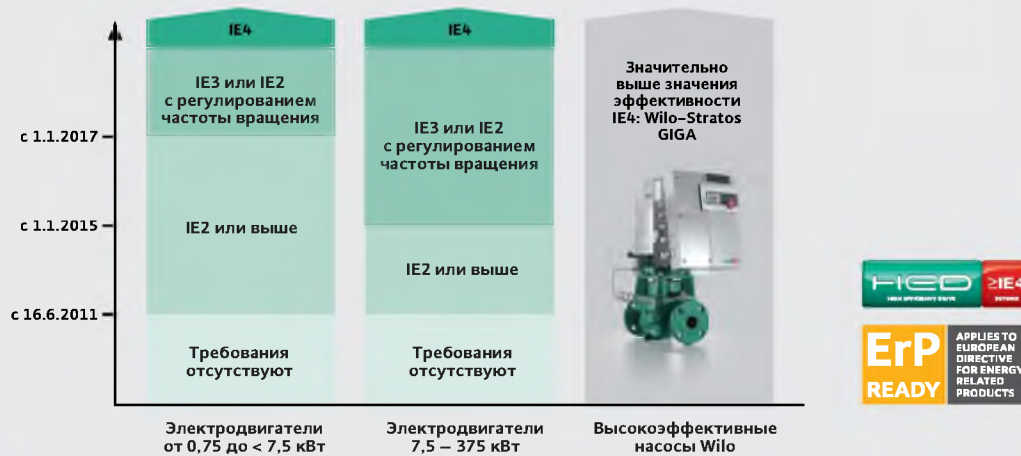 IE4
IE3 или IE2
с регулированием
частоты вращения
IE2 или выше
Требования
отсутствуют
IE4
IE3 или IE2
с регулированием
частоты вращения
IE2 или выше
Требования
отсутствуют
Значительно
выше значения
эффективности
IE4: Wilo-Stratos
GIGA
с 1.1.2017
с 1.1.2015
с 16.6.2011
Электродвигатели
от 0,75 до < 7,5 кВт
Электродвигатели
7,5 – 375 кВт
Высокоэффективные
насосы Wilo
HED
HIGH EFFICIENCY DRIVE
≥IE4
ErP
READY
APPLIES TO
EUROPEAN
DIRECTIVE
FOR ENERGY
RELATED
PRODUCTS